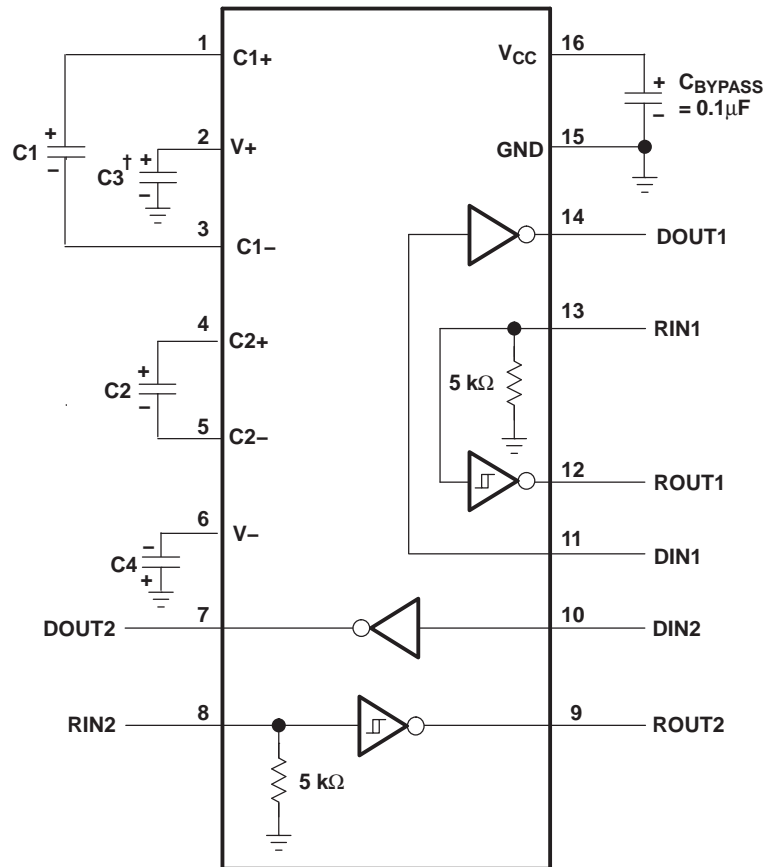 1
C1+
VCC
16
+
CBYPASS
−
= 0.1µF
+
C1
−
2
V+
+
C3†
−
15
GND
3
C1−
14
DOUT1
4
C2+
13
RIN1
+
C2
−
5 kΩ
5
C2−
12
ROUT1
6
V−
−
C4
+
11
DIN1
DOUT2
7
10
DIN2
RIN2
8
9
ROUT2
5 kΩ